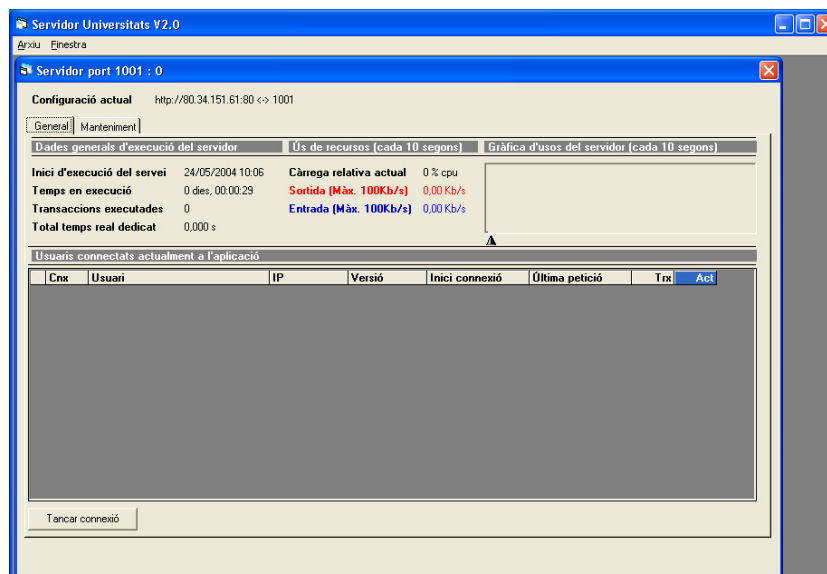 Servidor Universitats V2.0
Arxiu Finestra
Servidor port 1001 : 0
Configuració actual http://80.34.151.61:80 <-> 1001
General Manteniment
Dades generals d'execució del servidor Ús de recursos (cada 10 segons) Gràfica d'usos del servidor (cada 10 segons)
Inici d'execució del servei 24/05/2004 10:06 Càrrega relativa actual 0 % cpu
Temps en execució 0 dies, 00:00:29 Sortida (Màx. 100Kb/s) 0,00 Kb/s
Transaccions executades 0 Entrada (Màx. 100Kb/s) 0,00 Kb/s
Total temps real dedicat 0,000 s
Usuaris connectats actualment a l'aplicació
Cnx Usuari IP Versió Inici connexió Última petició Trx Act
Tancar connexió